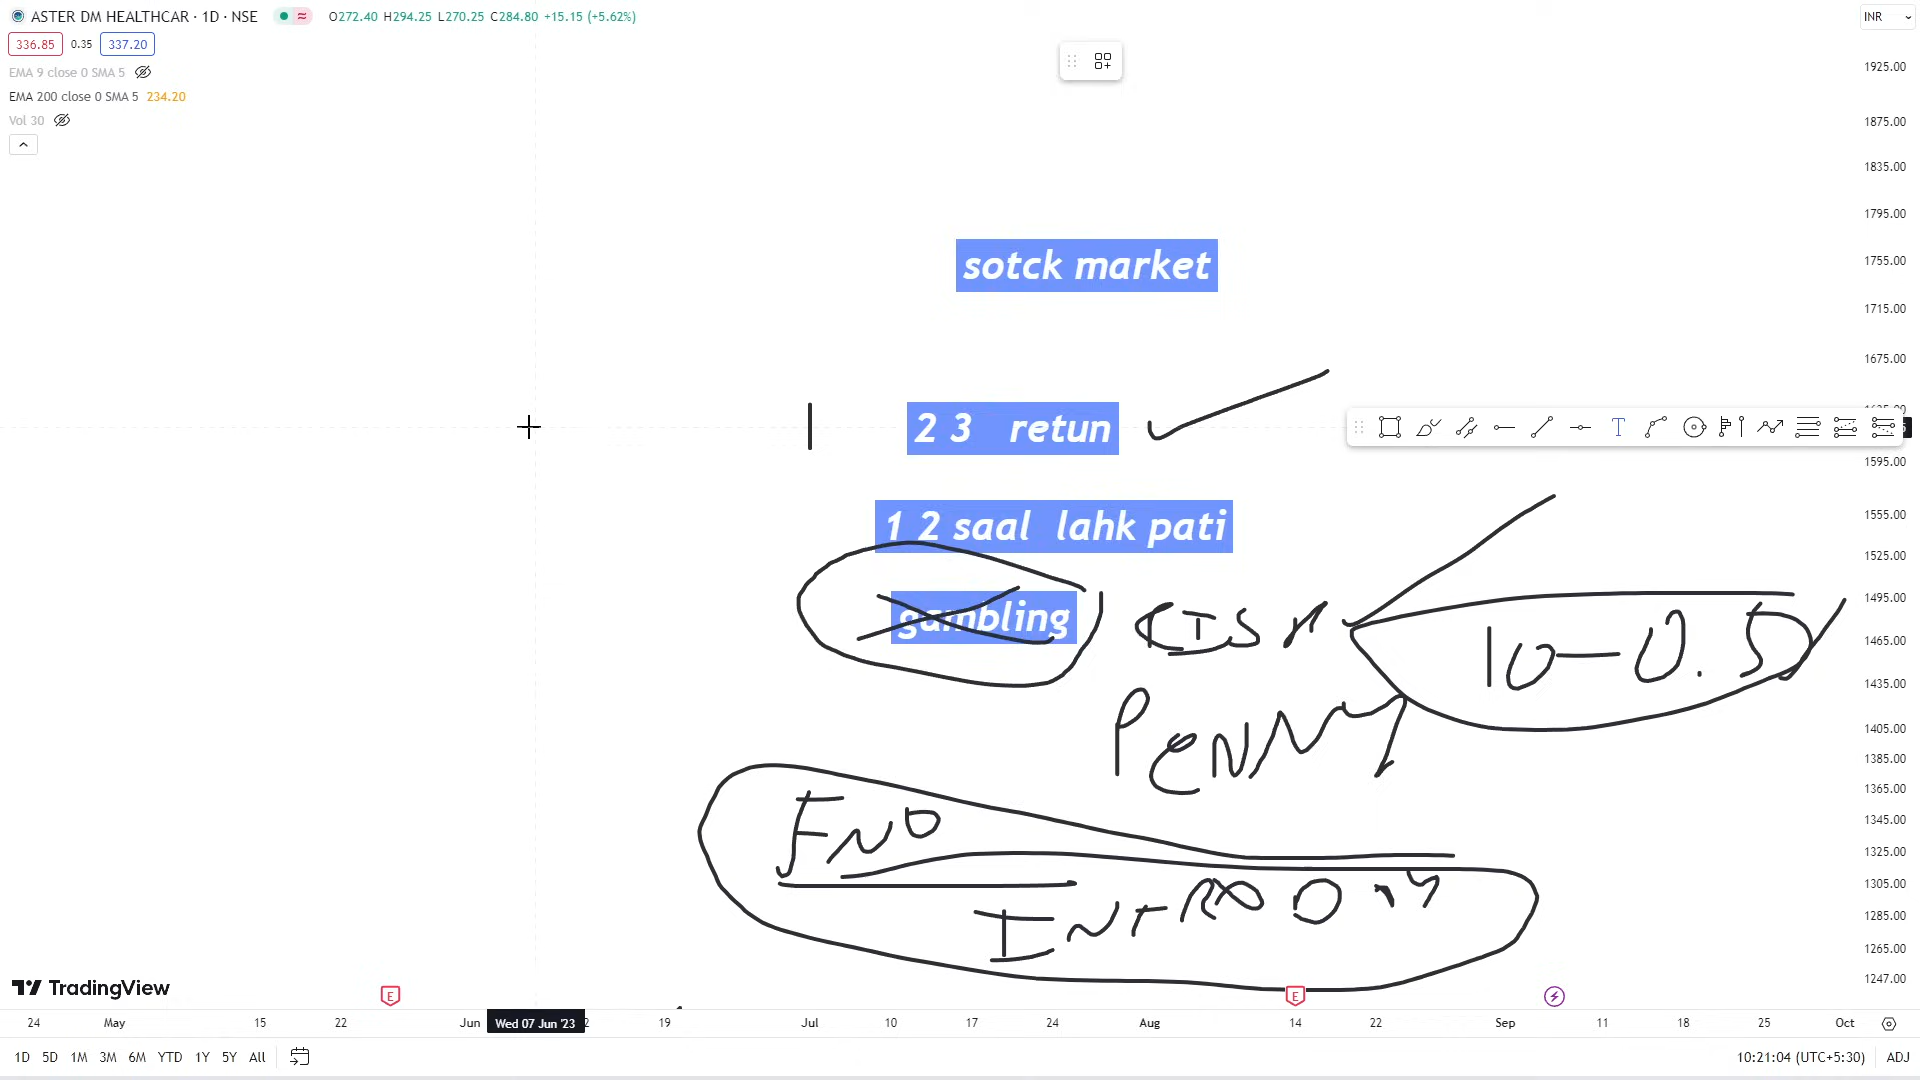 ASTER DM HEALTHCAR · 1D · NSE O272.40 H294.25 L270.25 C284.80 +15.15 (+5.62%)
INR
336.85 0.35 337.20
EMA 9 close 0 SMA 5
EMA 200 close 0 SMA 5 234.20
Vol 30
1925.00
1875.00
1835.00
1795.00
1755.00
1715.00
1675.00
1595.00
1555.00
1525.00
1495.00
1465.00
1435.00
1405.00
1385.00
1365.00
1345.00
1325.00
1305.00
1285.00
1265.00
1247.00
sotck market
2 3 retun
1 2 saal lahk pati
gambling
10-0.5
PENNY
FNO
TradingView
E E
24 May 15 22 Jun Wed 07 Jun '23 19 Jul 10 17 24 Aug 14 22 Sep 11 18 25 Oct
1D 5D 1M 3M 6M YTD 1Y 5Y All 10:21:04 (UTC+5:30) ADJ